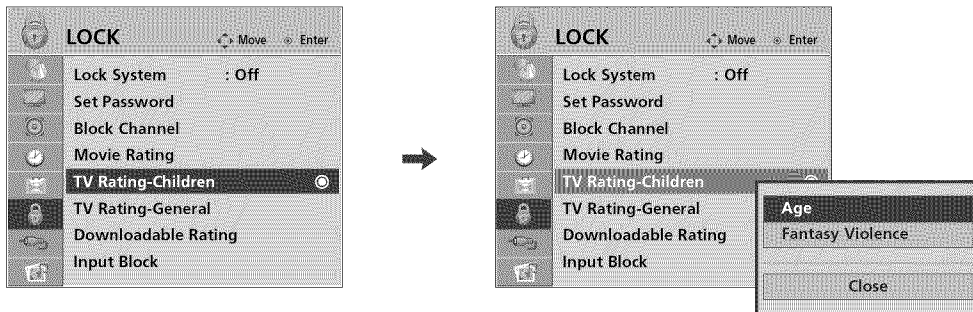 LOCK
Move
Enter
Lock System : Off
Set Password
Block Channel
Movie Rating
TV Rating-Children
TV Rating-General
Downloadable Rating
Input Block
LOCK
Move
Enter
Lock System : Off
Set Password
Block Channel
Movie Rating
TV Rating-Children
TV Rating-General
Downloadable Rating
Input Block
Age
Fantasy Violence
Close